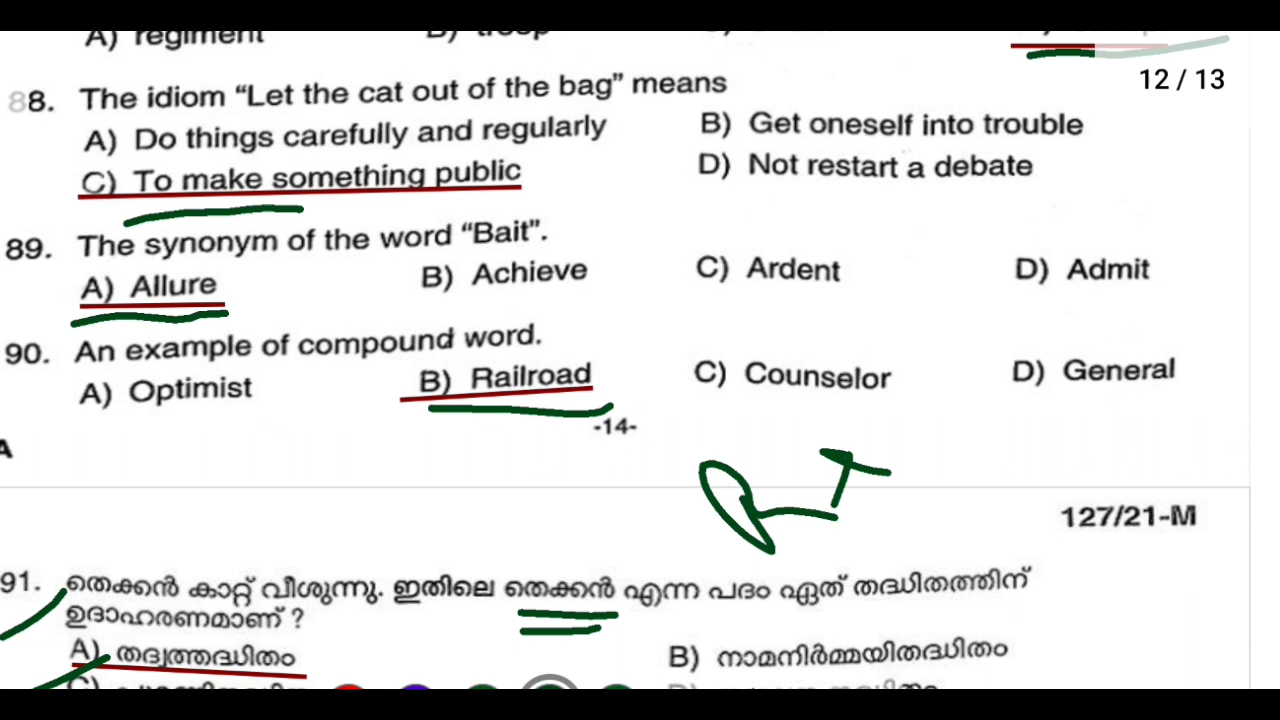 A) regiment B) troop
12 / 13
88. The idiom “Let the cat out of the bag” means
A) Do things carefully and regularly B) Get oneself into trouble
C) To make something public D) Not restart a debate
89. The synonym of the word “Bait”.
A) Allure B) Achieve C) Ardent D) Admit
90. An example of compound word.
A) Optimist B) Railroad C) Counselor D) General
-14-
A
127/21-M
91. തെക്കൻ കാറ്റ് വീശുന്നു. ഇതിലെ തെക്കൻ എന്ന പദം ഏത് തദ്ധിതത്തിന്
ഉദാഹരണമാണ് ?
A) തദ്വത്തദ്ധിതം B) നാമനിർമ്മയിതദ്ധിതം